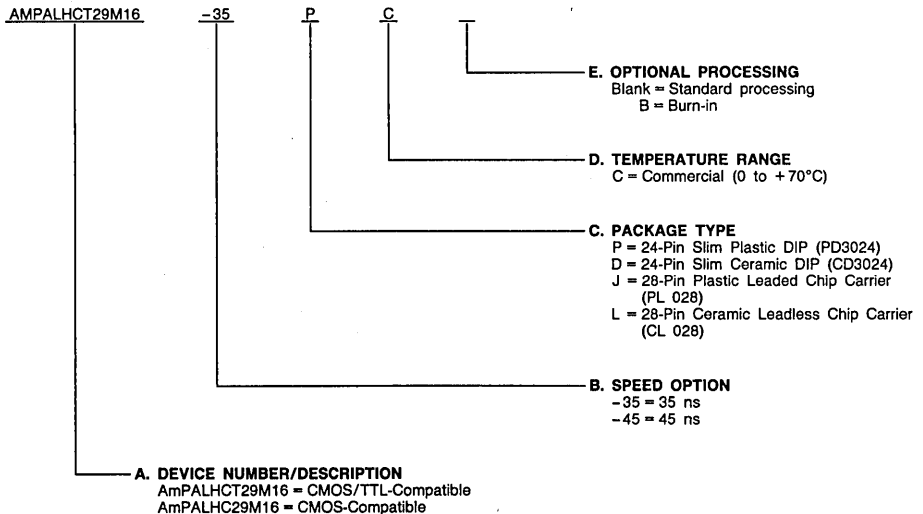 AMPALHCT29M16 -35 P C _
E. OPTIONAL PROCESSING
Blank = Standard processing
B = Burn-in
D. TEMPERATURE RANGE
C = Commercial (0 to +70°C)
C. PACKAGE TYPE
P = 24-Pin Slim Plastic DIP (PD3024)
D = 24-Pin Slim Ceramic DIP (CD3024)
J = 28-Pin Plastic Leaded Chip Carrier
(PL 028)
L = 28-Pin Ceramic Leadless Chip Carrier
(CL 028)
B. SPEED OPTION
-35 = 35 ns
-45 = 45 ns
A. DEVICE NUMBER/DESCRIPTION
AmPALHCT29M16 = CMOS/TTL-Compatible
AmPALHC29M16 = CMOS-Compatible